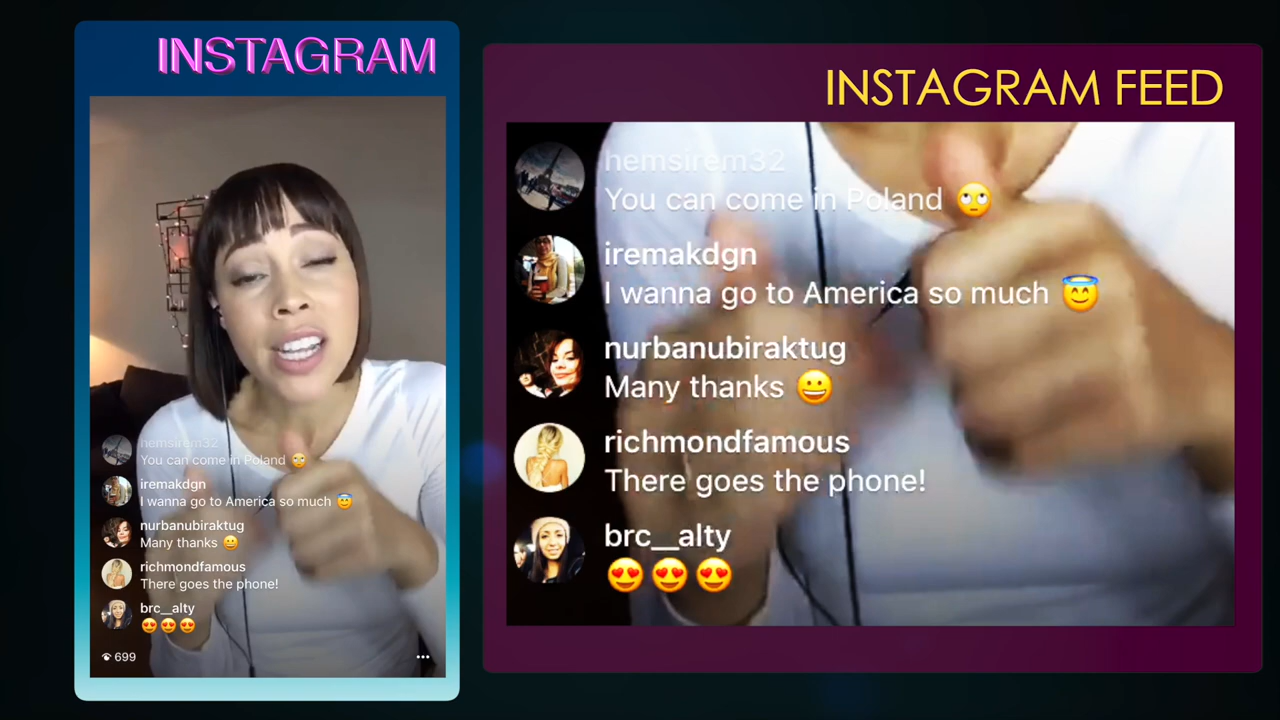 INSTAGRAM
hemsirem32
You can come in Poland 🙄
iremakdgn
I wanna go to America so much 😇
nurbanubiraktug
Many thanks 😀
richmondfamous
There goes the phone!
brc__alty
😍😍😍
699
INSTAGRAM FEED
hemsirem32
You can come in Poland 🙄
iremakdgn
I wanna go to America so much 😇
nurbanubiraktug
Many thanks 😀
richmondfamous
There goes the phone!
brc__alty
😍😍😍